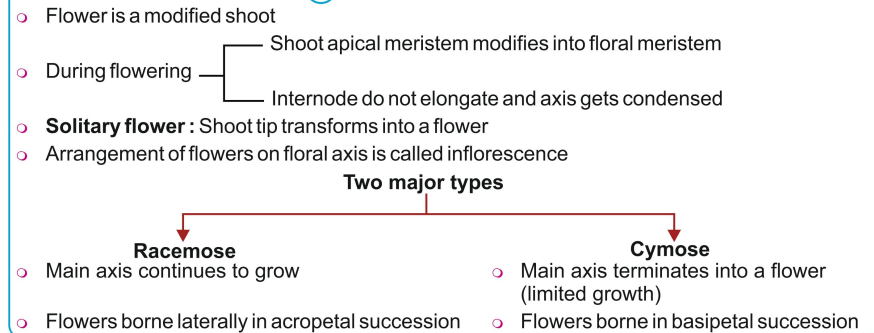 Flower is a modified shoot
Shoot apical meristem modifies into floral meristem
During flowering
Internode do not elongate and axis gets condensed
Solitary flower : Shoot tip transforms into a flower
Arrangement of flowers on floral axis is called inflorescence
Two major types
Racemose
Main axis continues to grow
Flowers borne laterally in acropetal succession
Cymose
Main axis terminates into a flower
(limited growth)
Flowers borne in basipetal succession